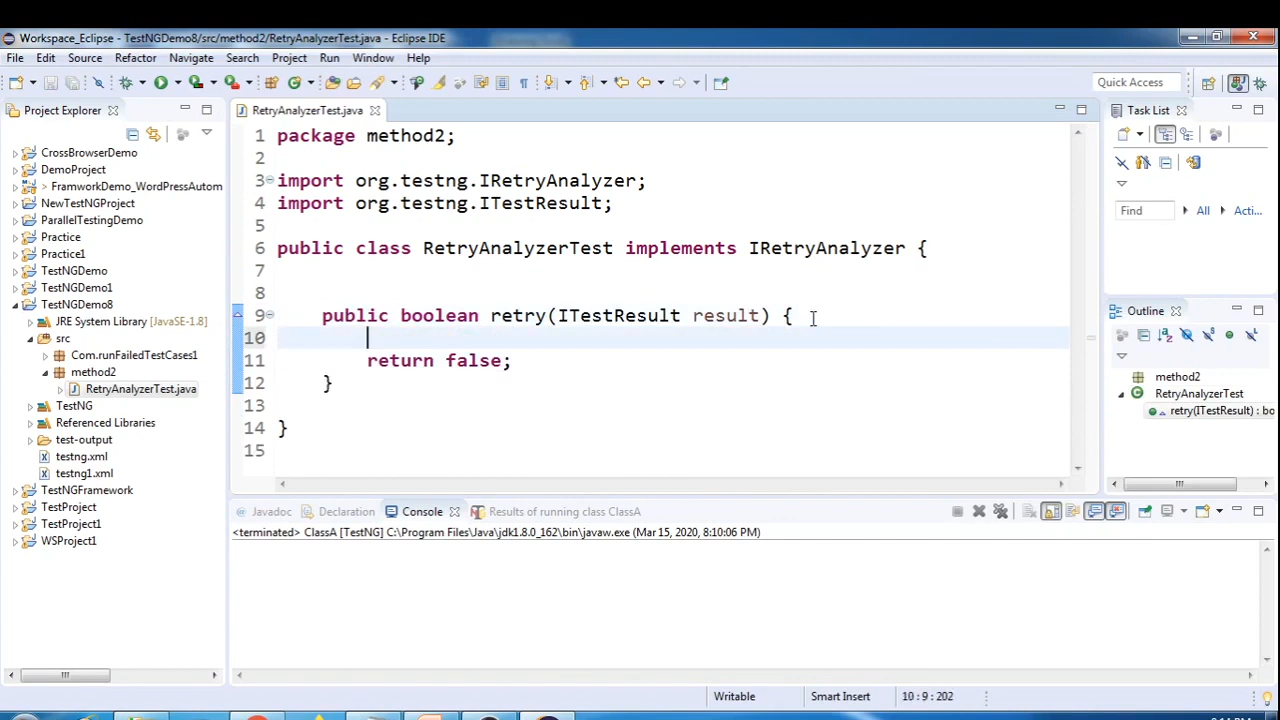 Workspace_Eclipse - TestNGDemo8/src/method2/RetryAnalyzerTest.java - Eclipse IDE
File Edit Source Refactor Navigate Search Project Run Window Help
Quick Access
Project Explorer
RetryAnalyzerTest.java
Task List
CrossBrowserDemo
DemoProject
> FramworkDemo_WordPressAutom
NewTestNGProject
ParallelTestingDemo
Practice
Practice1
TestNGDemo
TestNGDemo1
TestNGDemo8
JRE System Library [JavaSE-1.8]
src
Com.runFailedTestCases1
method2
RetryAnalyzerTest.java
TestNG
Referenced Libraries
test-output
testng.xml
testng1.xml
TestNGFramework
TestProject
TestProject1
WSProject1
1 package method2;
2
3 import org.testng.IRetryAnalyzer;
4 import org.testng.ITestResult;
5
6 public class RetryAnalyzerTest implements IRetryAnalyzer {
7
8
9 public boolean retry(ITestResult result) {
10
11 return false;
12 }
13
14 }
15
Find All Acti...
Outline
method2
RetryAnalyzerTest
retry(ITestResult) : bo
Javadoc Declaration Console Results of running class ClassA
<terminated> ClassA [TestNG] C:\Program Files\Java\jdk1.8.0_162\bin\javaw.exe (Mar 15, 2020, 8:10:06 PM)
Writable Smart Insert 10 : 9 : 202